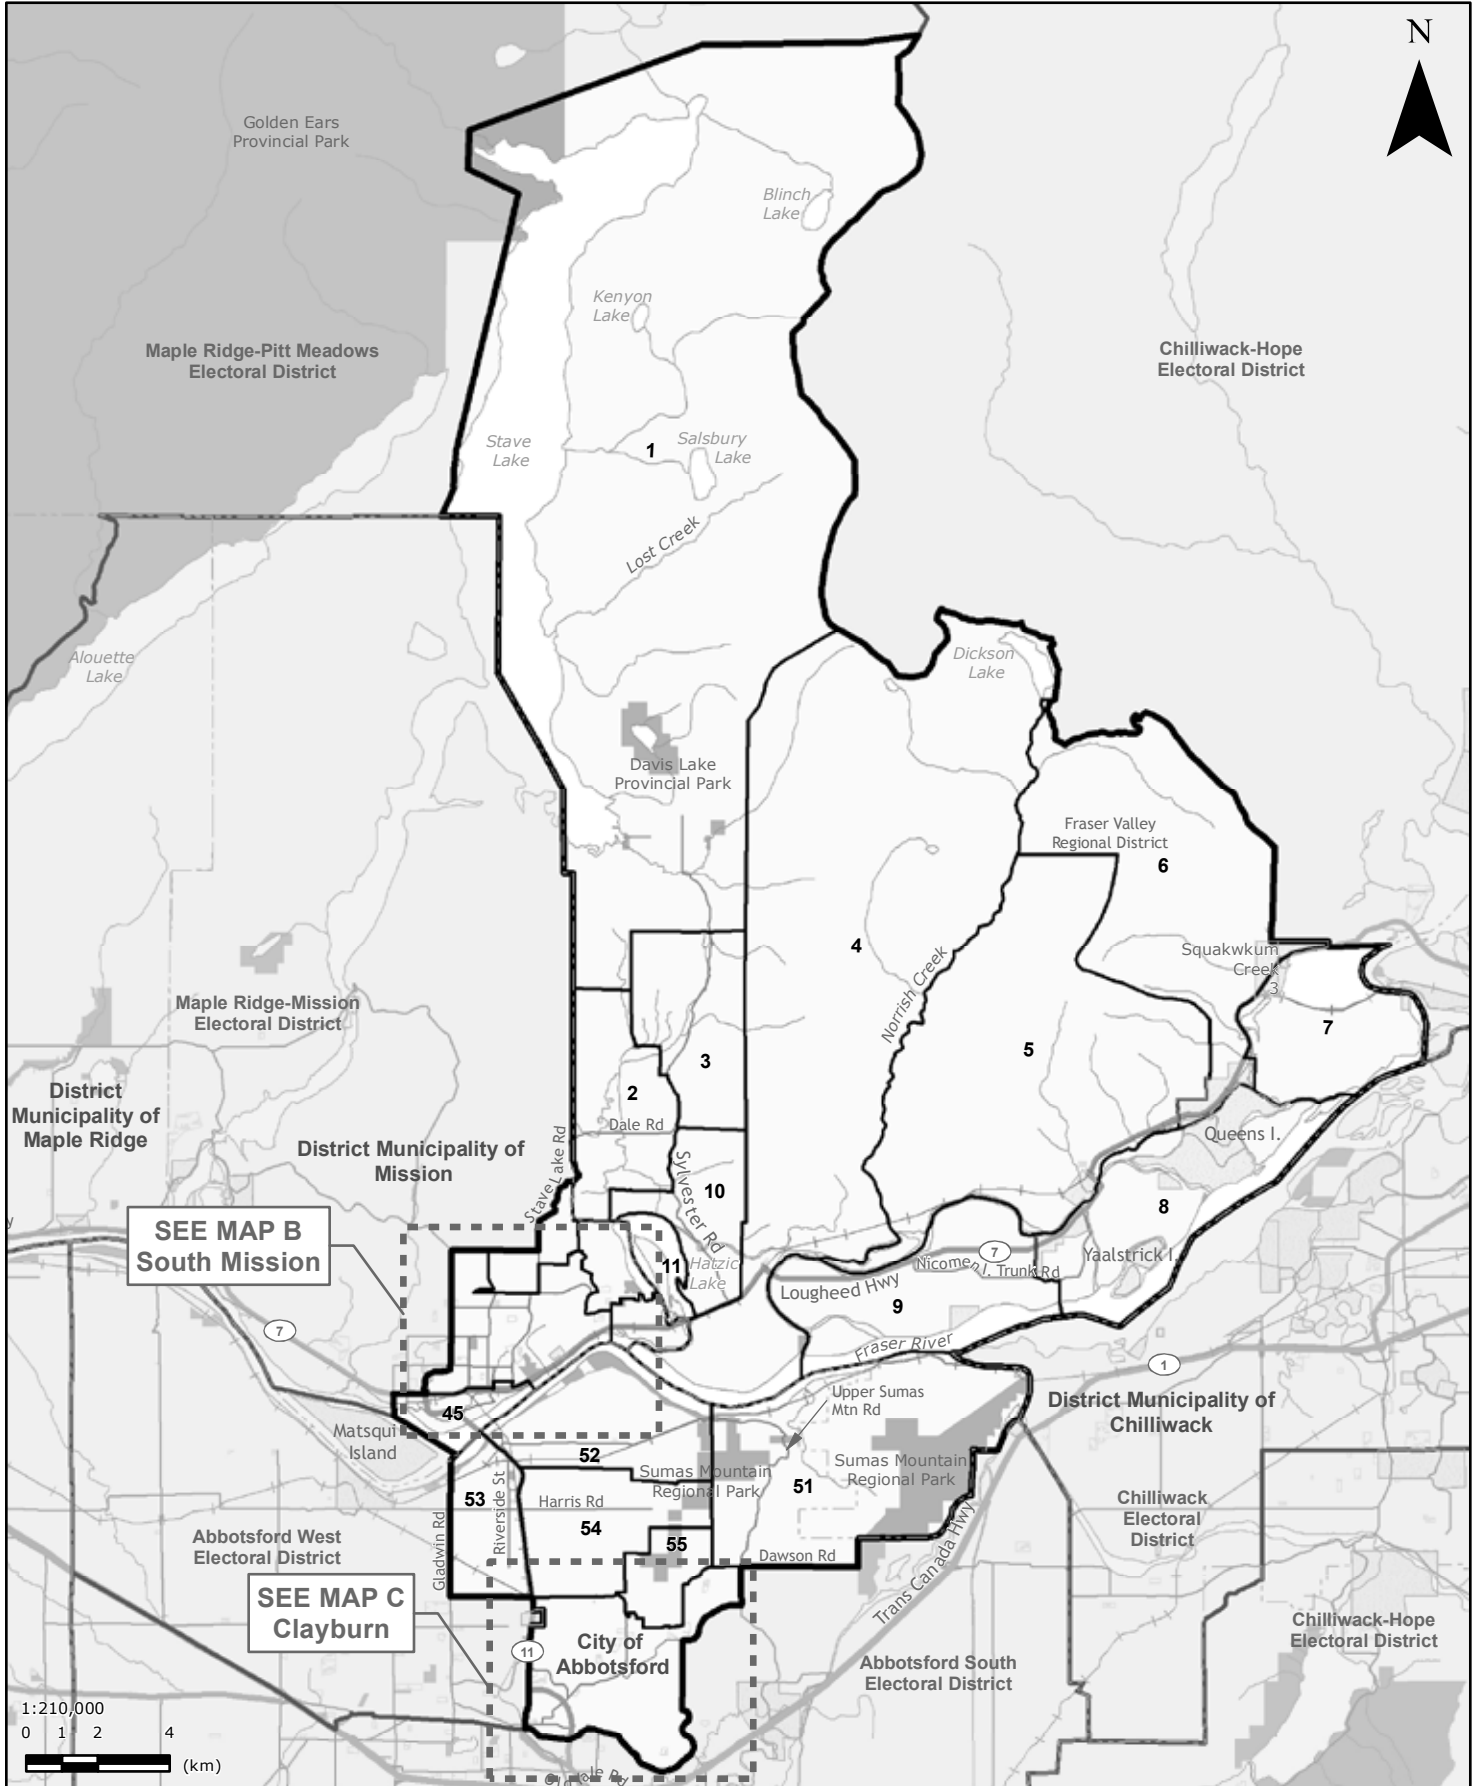 N
Golden Ears
Provincial Park
Blinch
Lake
Kenyon
Lake
Maple Ridge-Pitt Meadows
Electoral District
Chilliwack-Hope
Electoral District
Stave
Lake
1
Salsbury
Lake
Lost Creek
Alouette
Lake
Dickson
Lake
Davis Lake
Provincial Park
Fraser Valley
Regional District
6
4
Squakwkum
Creek
3
Norrish Creek
Maple Ridge-Mission
Electoral District
7
5
3
2
District
Municipality of
Maple Ridge
Dale Rd
Queens I.
District Municipality of
Mission
Stave Lake Rd
Sylvester Rd
10
8
y
SEE MAP B
South Mission
11
Hatzic
Lake
7
Yaalstrick I.
Nicomen I. Trunk Rd
Lougheed Hwy
9
7
Fraser River
1
Upper Sumas
Mtn Rd
District Municipality of
Chilliwack
45
Matsqui
Island
52
Sumas Mountain
Regional Park
Sumas Mountain
Regional Park
51
53
Riverside St
Harris Rd
54
Gladwin Rd
55
Chilliwack
Electoral
District
Abbotsford West
Electoral District
Dawson Rd
Trans Canada Hwy
SEE MAP C
Clayburn
11
City of
Abbotsford
Chilliwack-Hope
Electoral District
Abbotsford South
Electoral District
1:210,000
0 1 2 4
(km)